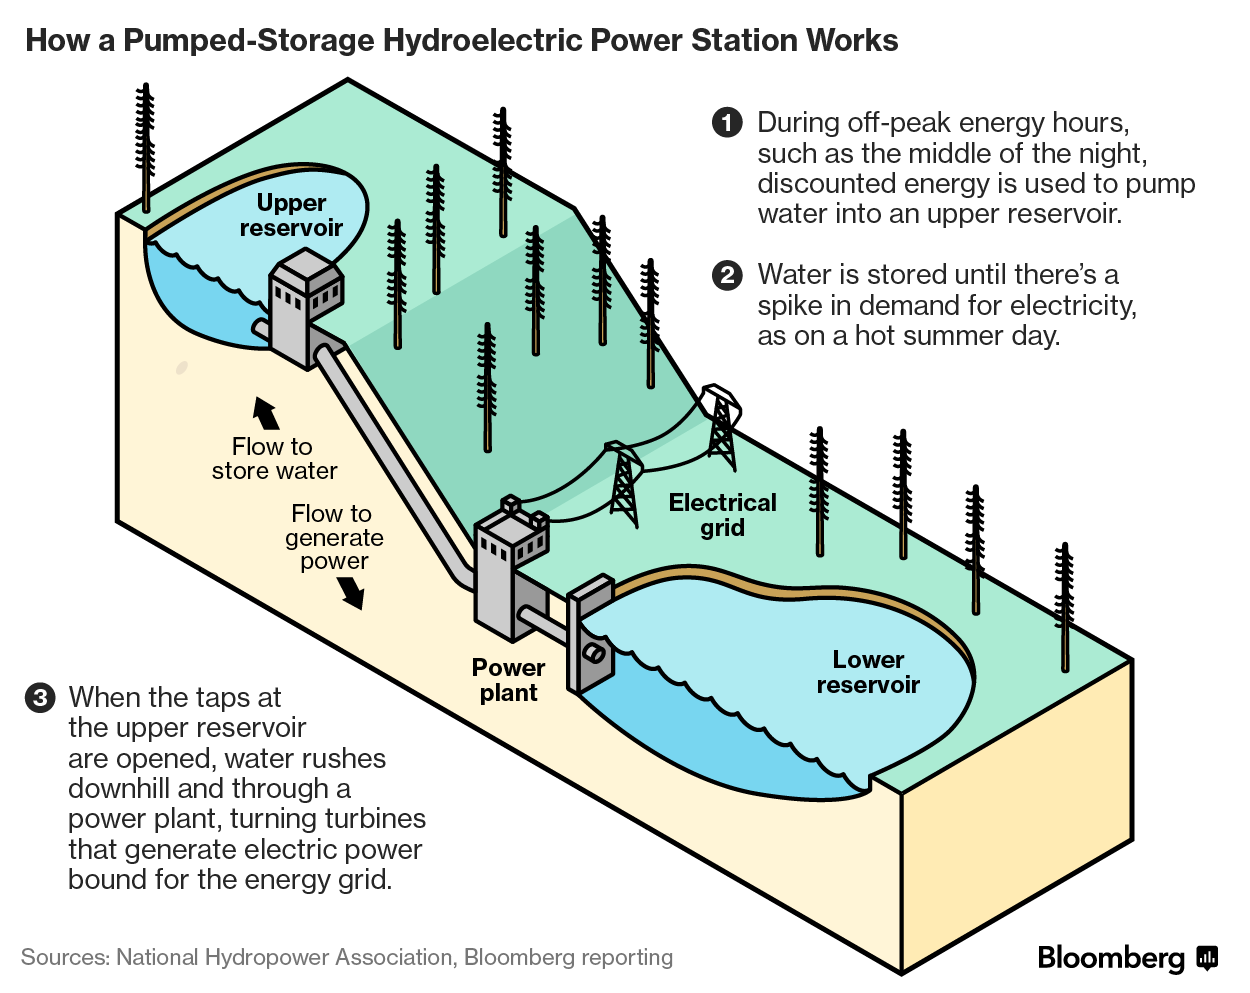 How a Pumped-Storage Hydroelectric Power Station Works
1 During off-peak energy hours,
such as the middle of the night,
discounted energy is used to pump
water into an upper reservoir.
2 Water is stored until there’s a
spike in demand for electricity,
as on a hot summer day.
Upper
reservoir
Flow to
store water
Flow to
generate
power
Electrical
grid
Power
plant
Lower
reservoir
3 When the taps at
the upper reservoir
are opened, water rushes
downhill and through a
power plant, turning turbines
that generate electric power
bound for the energy grid.
Sources: National Hydropower Association, Bloomberg reporting
Bloomberg